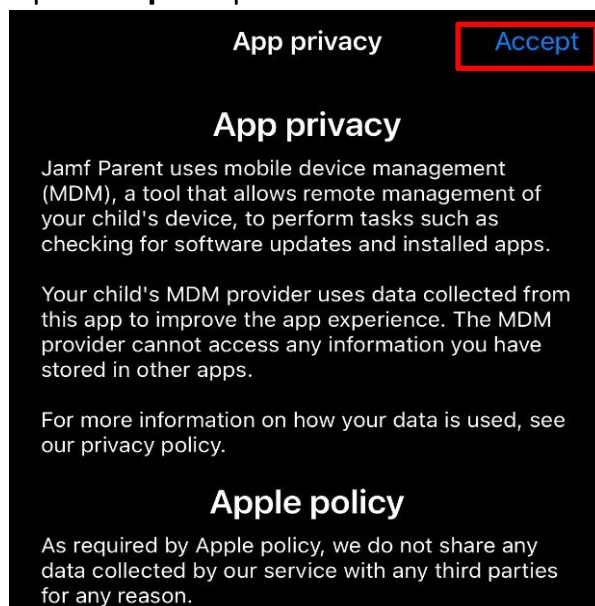 App privacy Accept
App privacy
Jamf Parent uses mobile device management
(MDM), a tool that allows remote management of
your child's device, to perform tasks such as
checking for software updates and installed apps.
Your child's MDM provider uses data collected from
this app to improve the app experience. The MDM
provider cannot access any information you have
stored in other apps.
For more information on how your data is used, see
our privacy policy.
Apple policy
As required by Apple policy, we do not share any
data collected by our service with any third parties
for any reason.